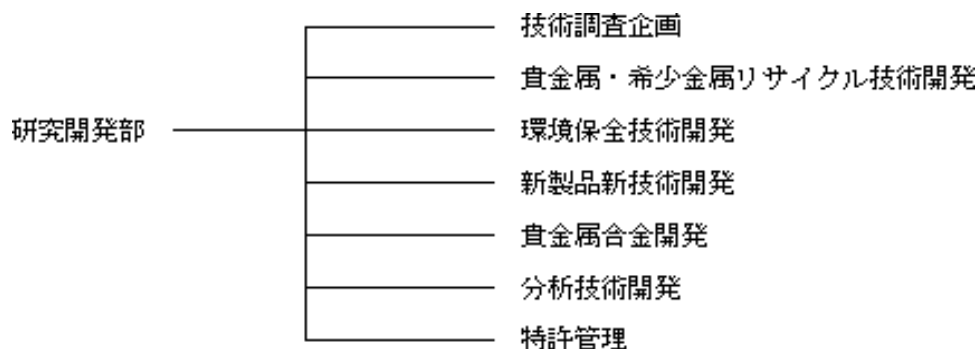 研究開発部
技術調査企画
貴金属・希少金属リサイクル技術開発
環境保全技術開発
新製品新技術開発
貴金属合金開発
分析技術開発
特許管理